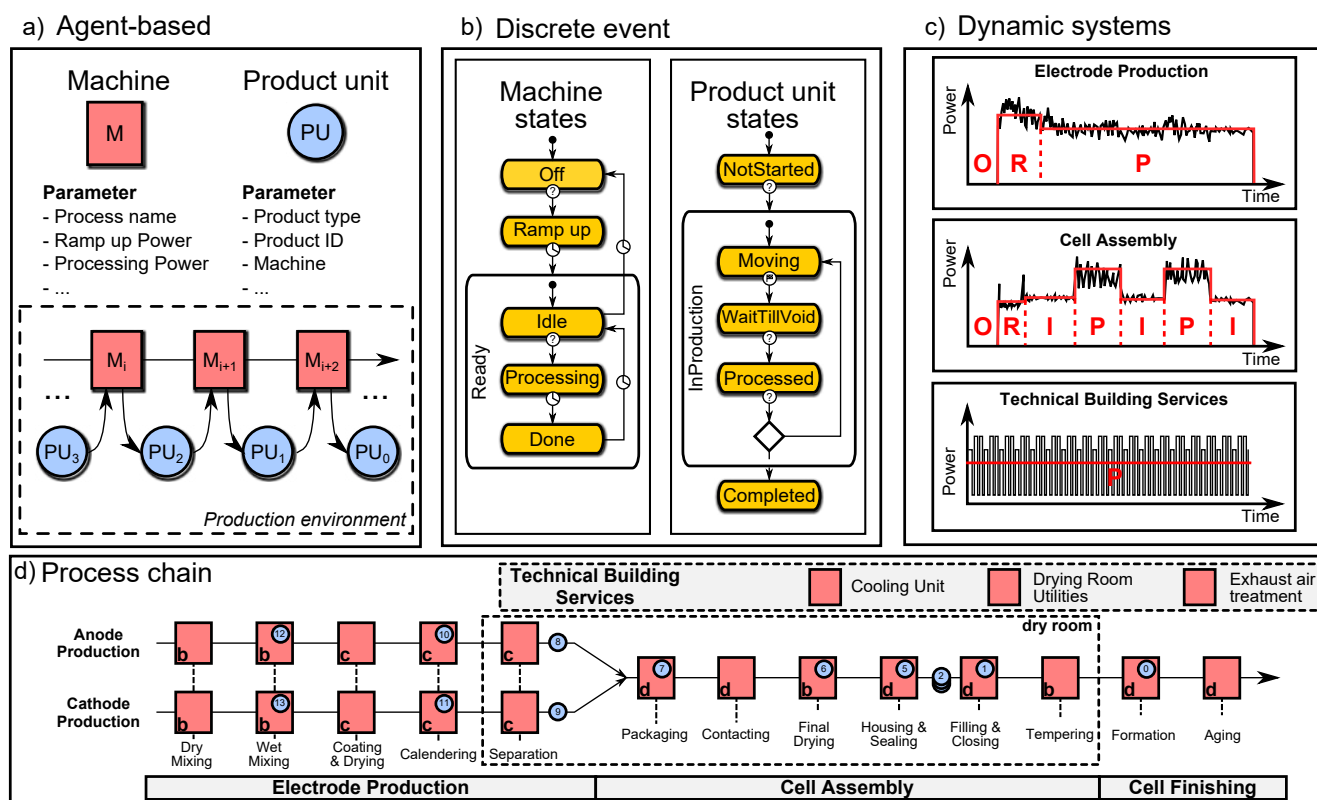 a) Agent-based
Machine
Product unit
M
PU
Parameter
- Process name
- Ramp up Power
- Processing Power
- ...
Parameter
- Product type
- Product ID
- Machine
- ...
Mi
Mi+1
Mi+2
...
...
PU3
PU2
PU1
PU0
Production environment
b) Discrete event
Machine
states
Off
?
Ramp up
Ready
Idle
?
Processing
Done
Product unit
states
NotStarted
?
InProduction
Moving
WaitTillVoid
?
Processed
?
Completed
c) Dynamic systems
Electrode Production
Power
O R P
Time
Cell Assembly
Power
O R I P I P I
Time
Technical Building Services
Power
P
Time
d) Process chain
Technical Building
Services
Cooling Unit
Drying Room
Utilities
Exhaust air
treatment
dry room
Anode
Production
b
12
b
c
10
c
c
8
Cathode
Production
b
13
b
c
11
c
c
9
7
d
d
6
b
5
d
2
1
d
b
0
d
d
Dry
Mixing
Wet
Mixing
Coating
& Drying
Calendering
Separation
Packaging
Contacting
Final
Drying
Housing &
Sealing
Filling &
Closing
Tempering
Formation
Aging
Electrode Production
Cell Assembly
Cell Finishing